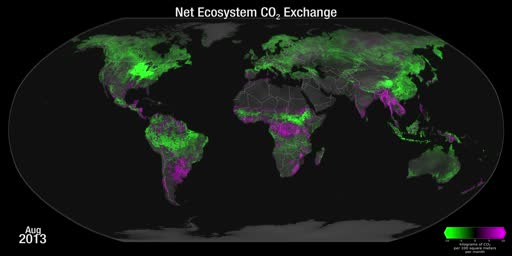 Net Ecosystem CO₂ Exchange
Aug
2013
kilograms of CO₂
per 100 square meters
per month